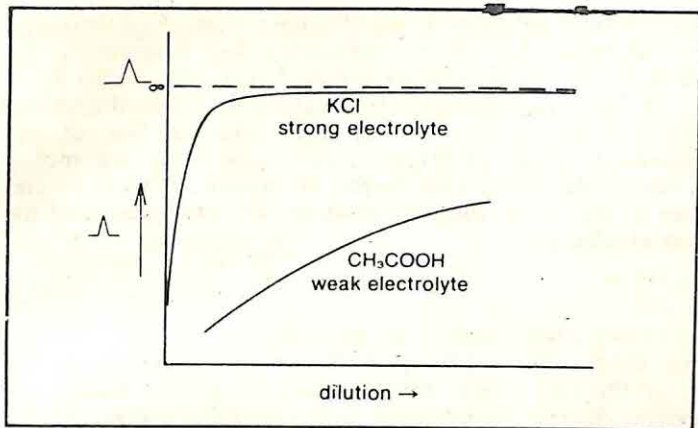 Λ∞
KCl
strong electrolyte
Λ ↑
CH₃COOH
weak electrolyte
dilution →